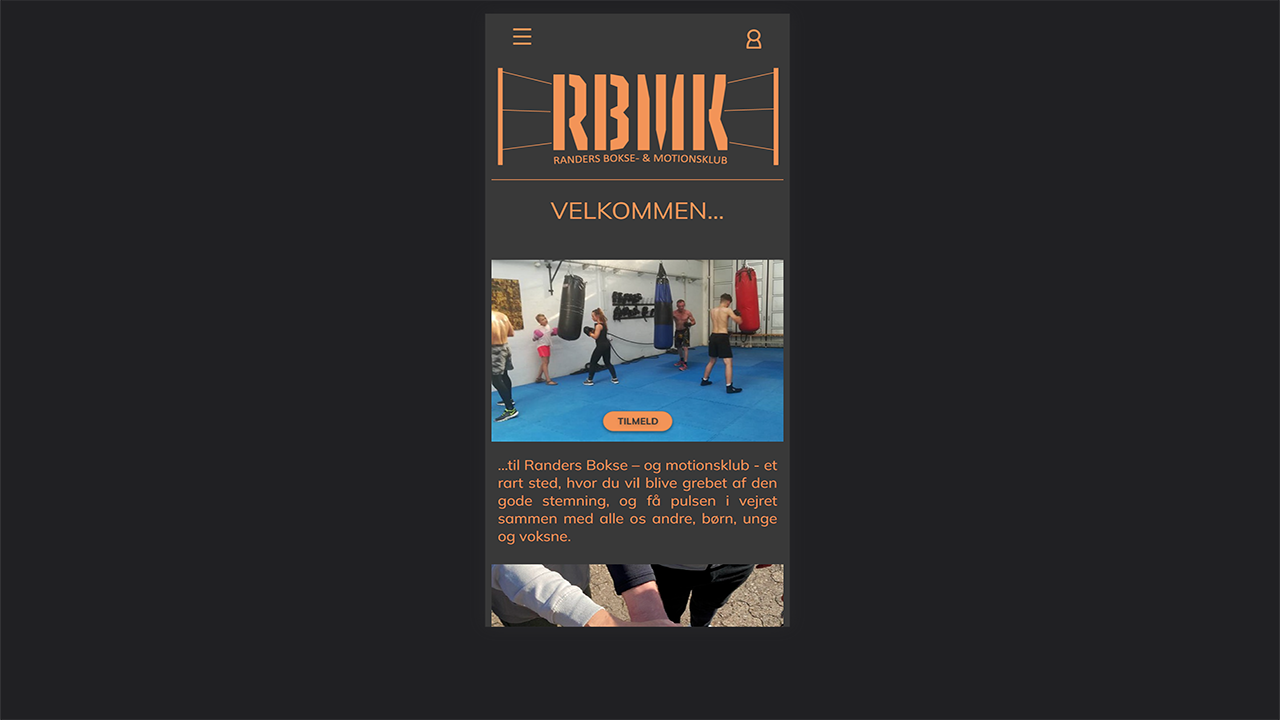 RBMK
RANDERS BOKSE- & MOTIONSKLUB
VELKOMMEN...
TILMELD
...til Randers Bokse – og motionsklub - et
rart sted, hvor du vil blive grebet af den
gode stemning, og få pulsen i vejret
sammen med alle os andre, børn, unge
og voksne.